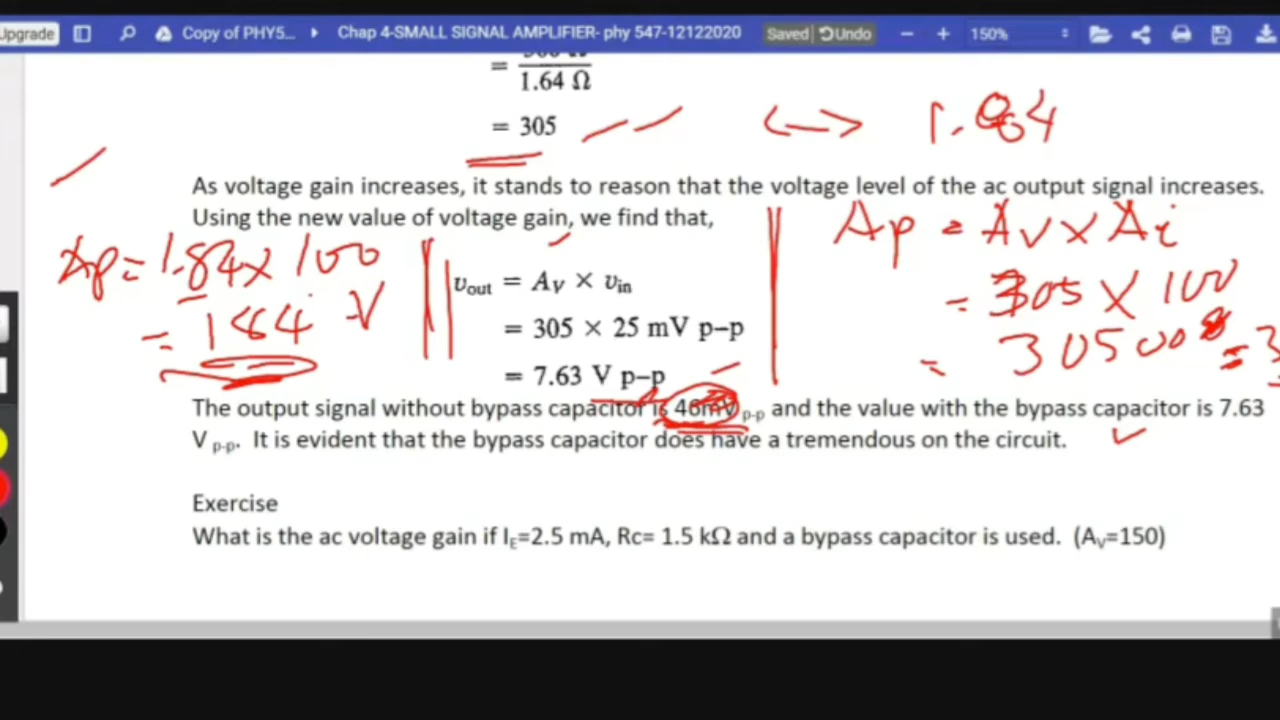 Upgrade Copy of PHY5... Chap 4-SMALL SIGNAL AMPLIFIER- phy 547-12122020 Saved Undo 150%
=
1.64 Ω
= 305
As voltage gain increases, it stands to reason that the voltage level of the ac output signal increases.
Using the new value of voltage gain, we find that,
Ap = 1.84 x 100
= 184
vout = AV × vin
= 305 × 25 mV p–p
= 7.63 V p–p
Ap = Av x Ai
= 305 x 100
= 30500
The output signal without bypass capacitor is 46mV p-p and the value with the bypass capacitor is 7.63
V p-p. It is evident that the bypass capacitor does have a tremendous on the circuit.
Exercise
What is the ac voltage gain if IE=2.5 mA, Rc= 1.5 kΩ and a bypass capacitor is used. (AV=150)